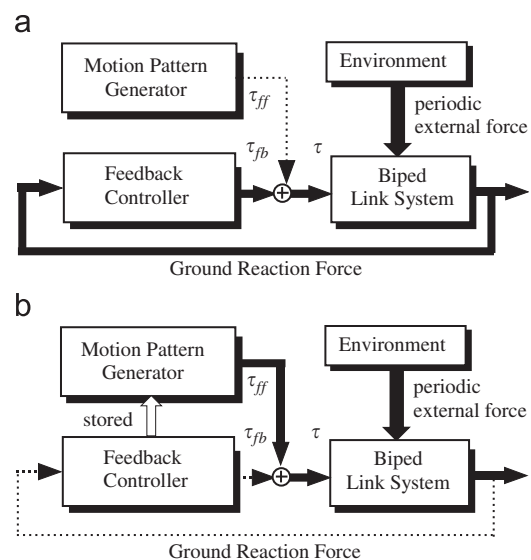 a
Motion Pattern
Generator
Environment
τff
periodic
external force
τfb
τ
Feedback
Controller
+
Biped
Link System
Ground Reaction Force
b
Motion Pattern
Generator
Environment
τff
periodic
external force
stored
τfb
τ
Feedback
Controller
+
Biped
Link System
Ground Reaction Force